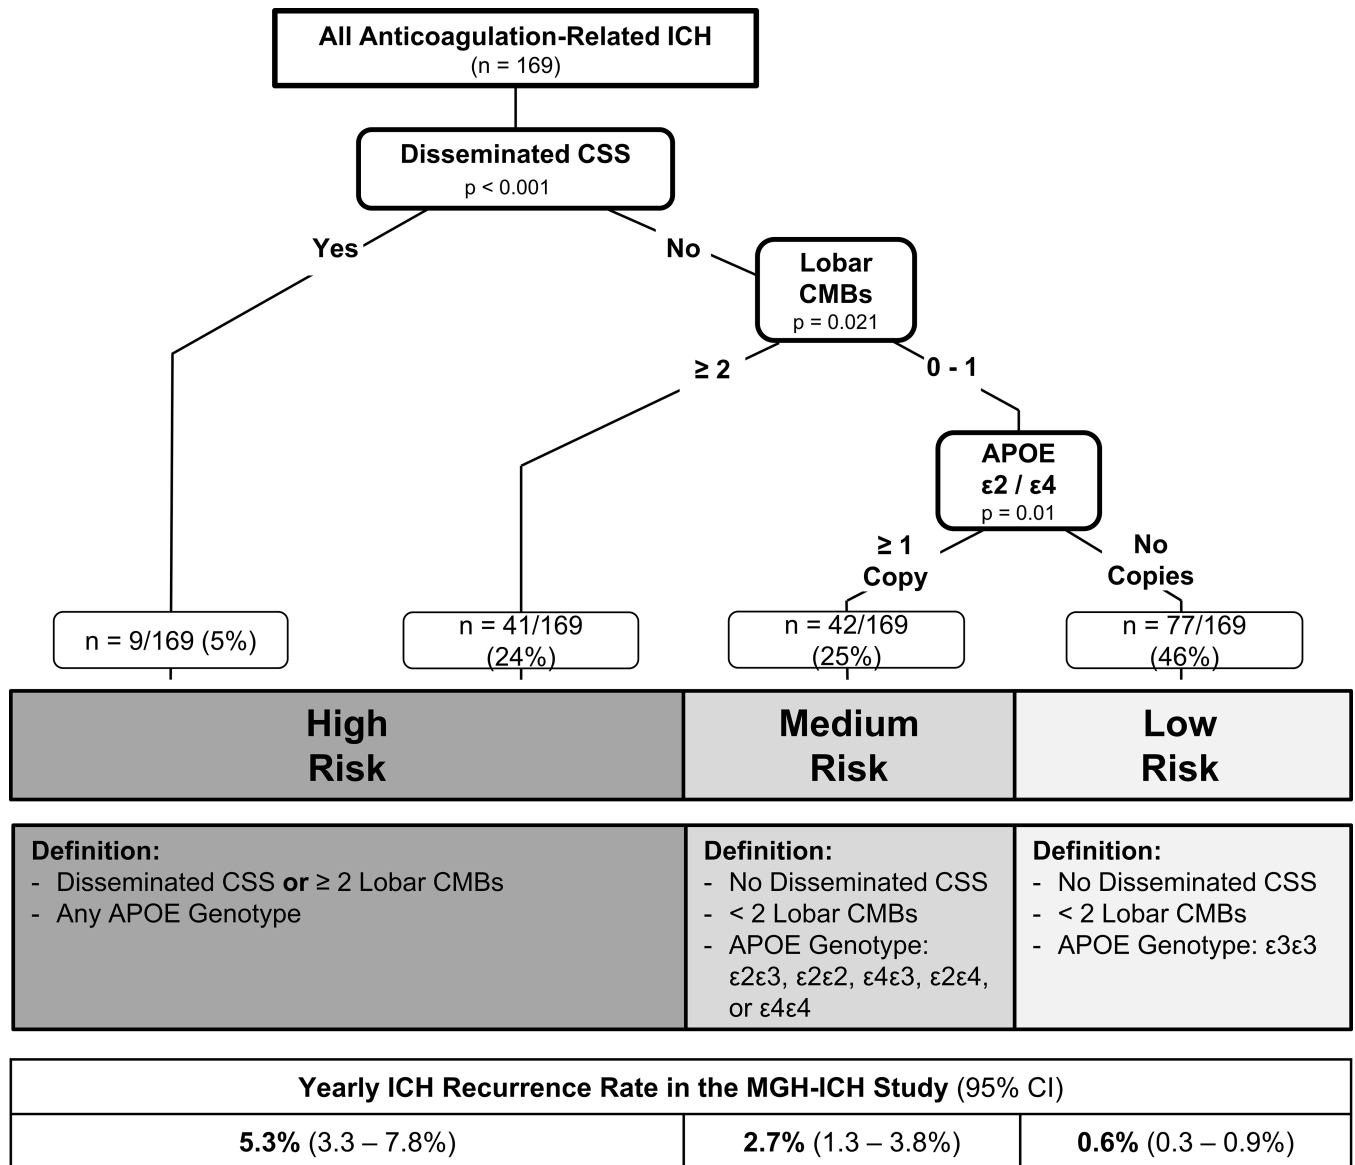 All Anticoagulation-Related ICH
(n = 169)
Disseminated CSS
p < 0.001
Yes
No
Lobar
CMBs
p = 0.021
≥ 2
0 - 1
APOE
ε2 / ε4
p = 0.01
≥ 1
Copy
No
Copies
n = 9/169 (5%)
n = 41/169
(24%)
n = 42/169
(25%)
n = 77/169
(46%)
High
Risk
Medium
Risk
Low
Risk
Definition:
- Disseminated CSS or ≥ 2 Lobar CMBs
- Any APOE Genotype
Definition:
- No Disseminated CSS
- < 2 Lobar CMBs
- APOE Genotype:
ε2ε3, ε2ε2, ε4ε3, ε2ε4,
or ε4ε4
Definition:
- No Disseminated CSS
- < 2 Lobar CMBs
- APOE Genotype: ε3ε3
Yearly ICH Recurrence Rate in the MGH-ICH Study (95% CI)
5.3% (3.3 – 7.8%)
2.7% (1.3 – 3.8%)
0.6% (0.3 – 0.9%)